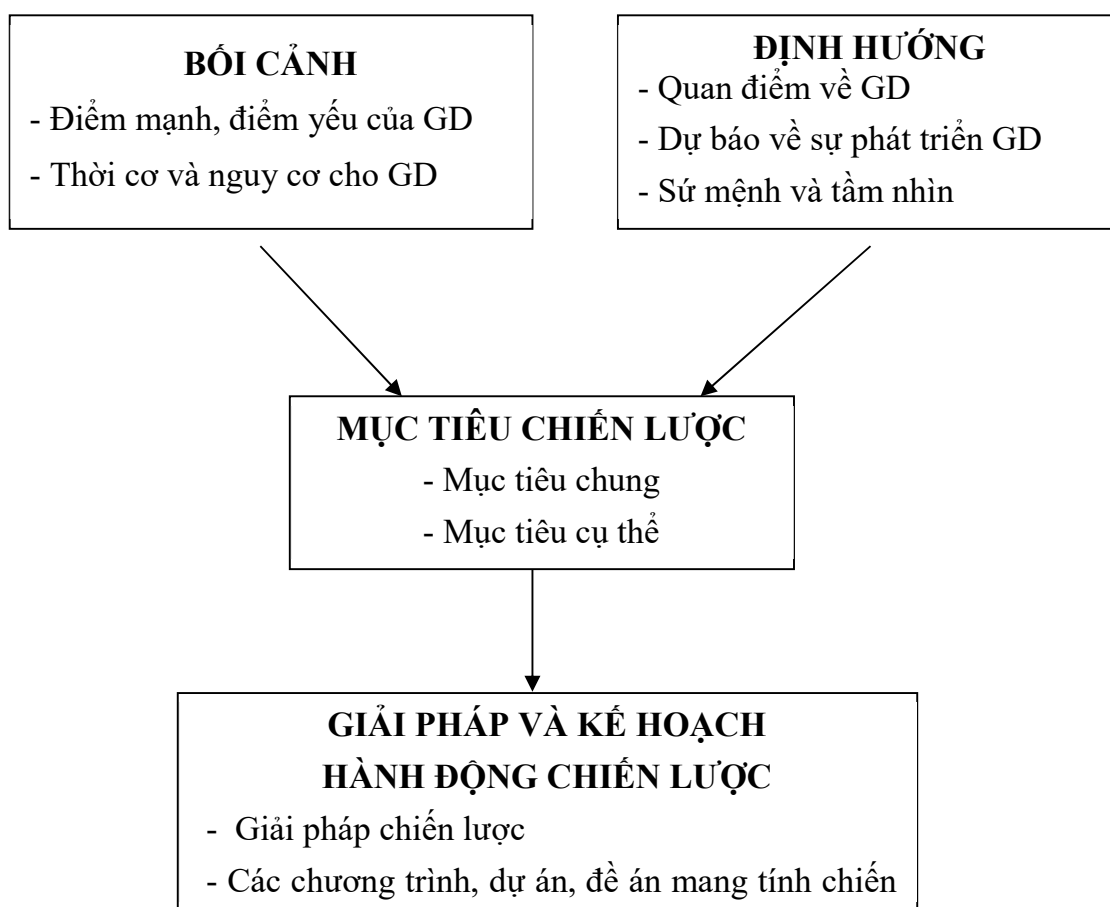 BỐI CẢNH
- Điểm mạnh, điểm yếu của GD
- Thời cơ và nguy cơ cho GD
ĐỊNH HƯỚNG
- Quan điểm về GD
- Dự báo về sự phát triển GD
- Sứ mệnh và tầm nhìn
MỤC TIÊU CHIẾN LƯỢC
- Mục tiêu chung
- Mục tiêu cụ thể
GIẢI PHÁP VÀ KẾ HOẠCH
HÀNH ĐỘNG CHIẾN LƯỢC
- Giải pháp chiến lược
- Các chương trình, dự án, đề án mang tính chiến